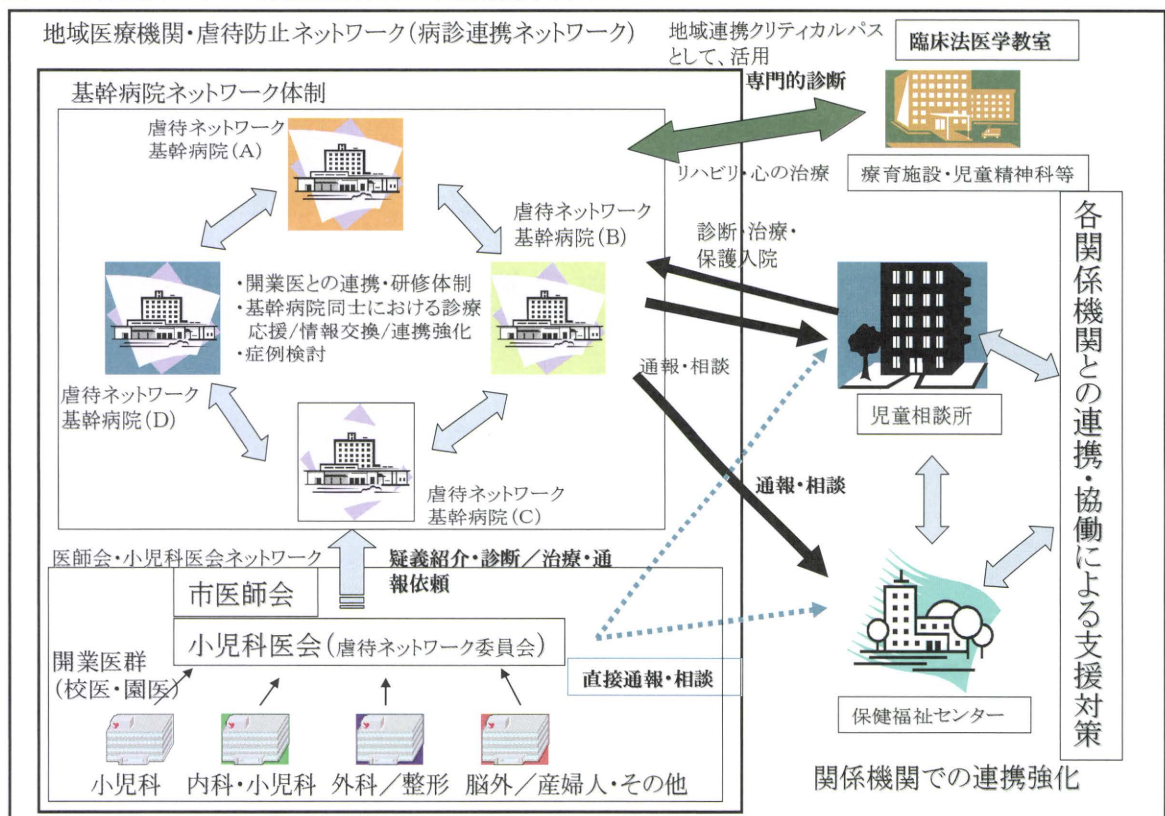 地域医療機関・虐待防止ネットワーク(病診連携ネットワーク)
地域連携クリティカルパス
として、活用
専門的診断
臨床法医学教室
基幹病院ネットワーク体制
虐待ネットワーク
基幹病院(A)
リハビリ・心の治療
療育施設・児童精神科等
虐待ネットワーク
基幹病院(B)
診断・治療・
保護入院
・開業医との連携・研修体制
・基幹病院同士における診療
応援/情報交換/連携強化
・症例検討
通報・相談
虐待ネットワーク
基幹病院(D)
児童相談所
各関係機関との連携・協働による支援対策
虐待ネットワーク
基幹病院(C)
通報・相談
医師会・小児科医会ネットワーク
疑義紹介・診断/治療・通
報依頼
市医師会
小児科医会(虐待ネットワーク委員会)
開業医群
(校医・園医)
直接通報・相談
保健福祉センター
小児科
内科・小児科
外科/整形
脳外/産婦人・その他
関係機関での連携強化